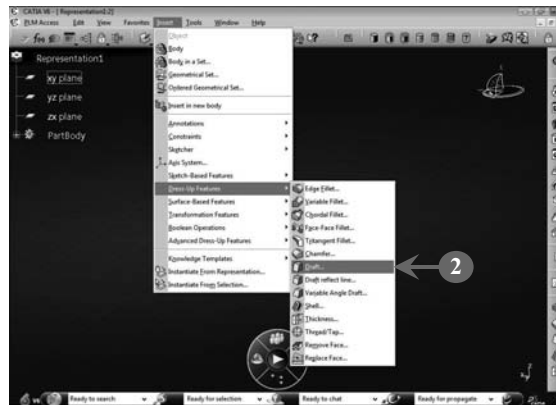 CATIA V6 - [Representation1.2]
PLM Access Edit View Favorites Insert Tools Window Help
Representation1
xy plane
yz plane
zx plane
PartBody
Object
Body
Body in a Set...
Geometrical Set...
Ordered Geometrical Set...
Insert in new body
Annotations
Constraints
Sketcher
Axis System...
Sketch-Based Features
Dress-Up Features
Surface-Based Features
Transformation Features
Boolean Operations
Advanced Dress-Up Features
Knowledge Templates
Instantiate From Representation...
Instantiate From Selection...
Edge Fillet...
Variable Fillet...
Chordal Fillet...
Face-Face Fillet...
Tritangent Fillet...
Chamfer...
Draft...
2
Draft reflect line...
Variable Angle Draft...
Shell...
Thickness...
Thread/Tap...
Remove Face...
Replace Face...
V6 Ready to search Ready for selection Ready to chat Ready for propagate